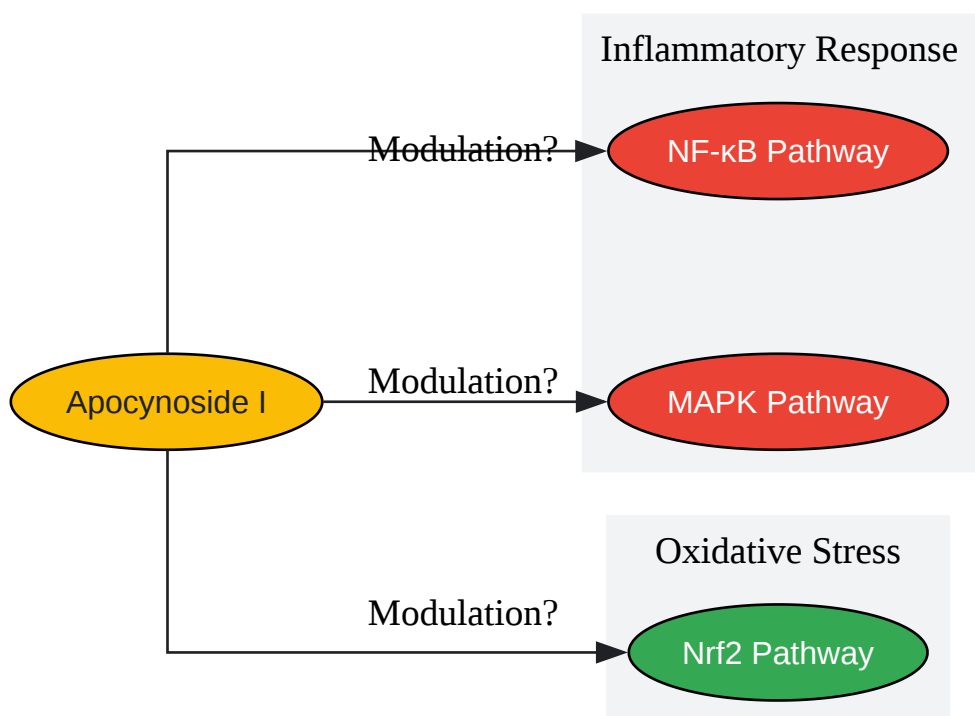 Inflammatory Response
Modulation?
NF-κB Pathway
Apocynoside I
Modulation?
MAPK Pathway
Oxidative Stress
Modulation?
Nrf2 Pathway